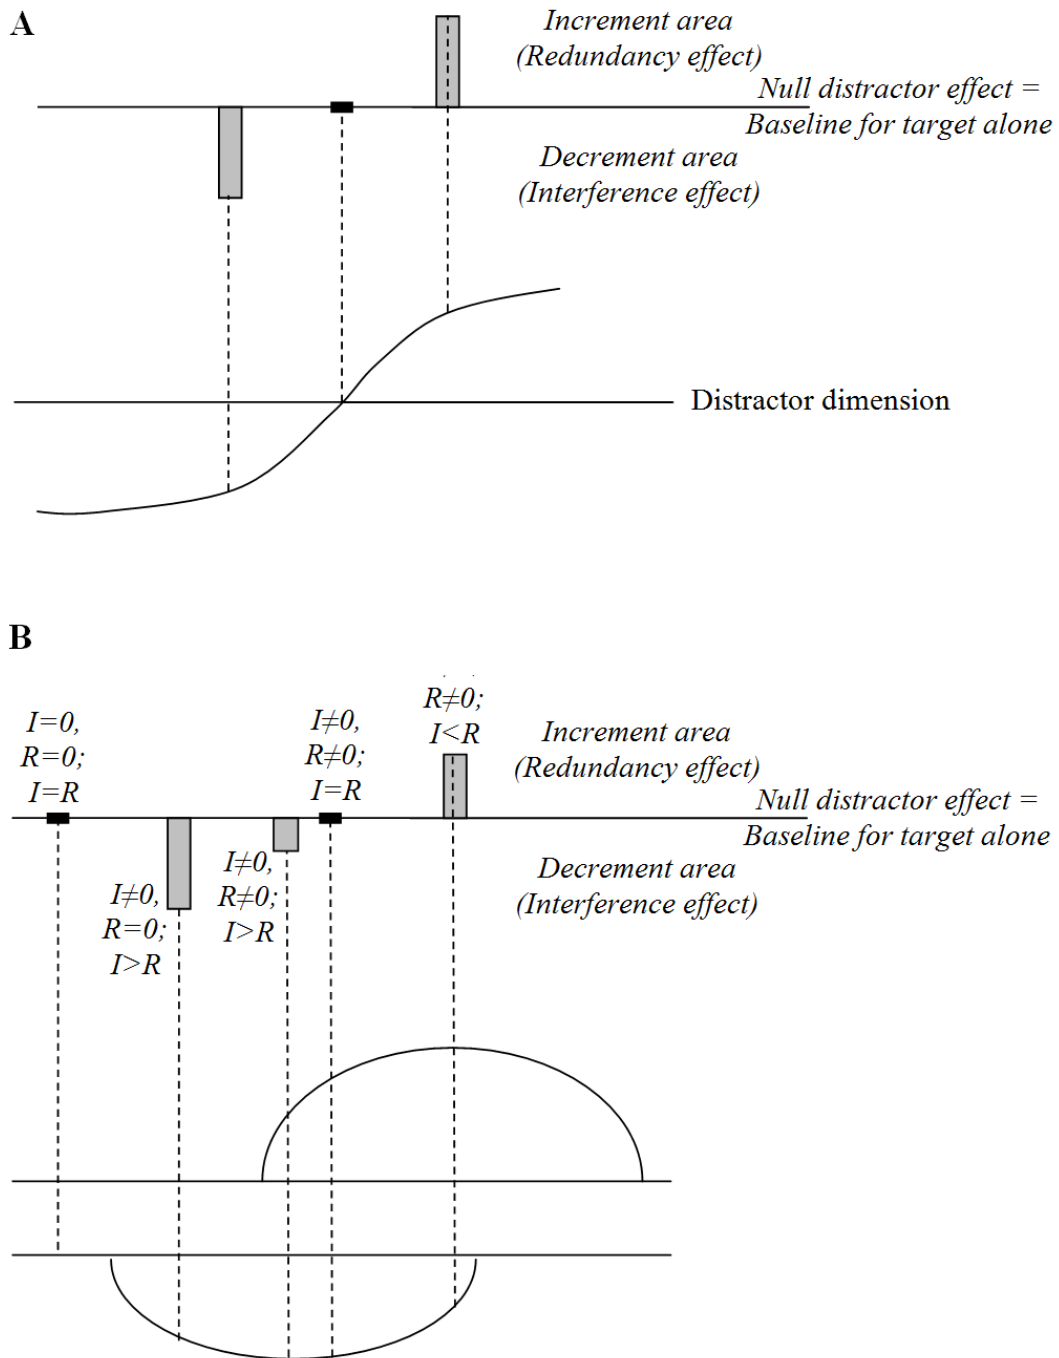 A
Increment area
(Redundancy effect)
Null distractor effect =
Baseline for target alone
Decrement area
(Interference effect)
Distractor dimension
B
I=0,
R=0;
I=R
I≠0,
R≠0;
I=R
R≠0;
I<R
Increment area
(Redundancy effect)
Null distractor effect =
Baseline for target alone
I≠0,
R=0;
I>R
I≠0,
R≠0;
I>R
Decrement area
(Interference effect)